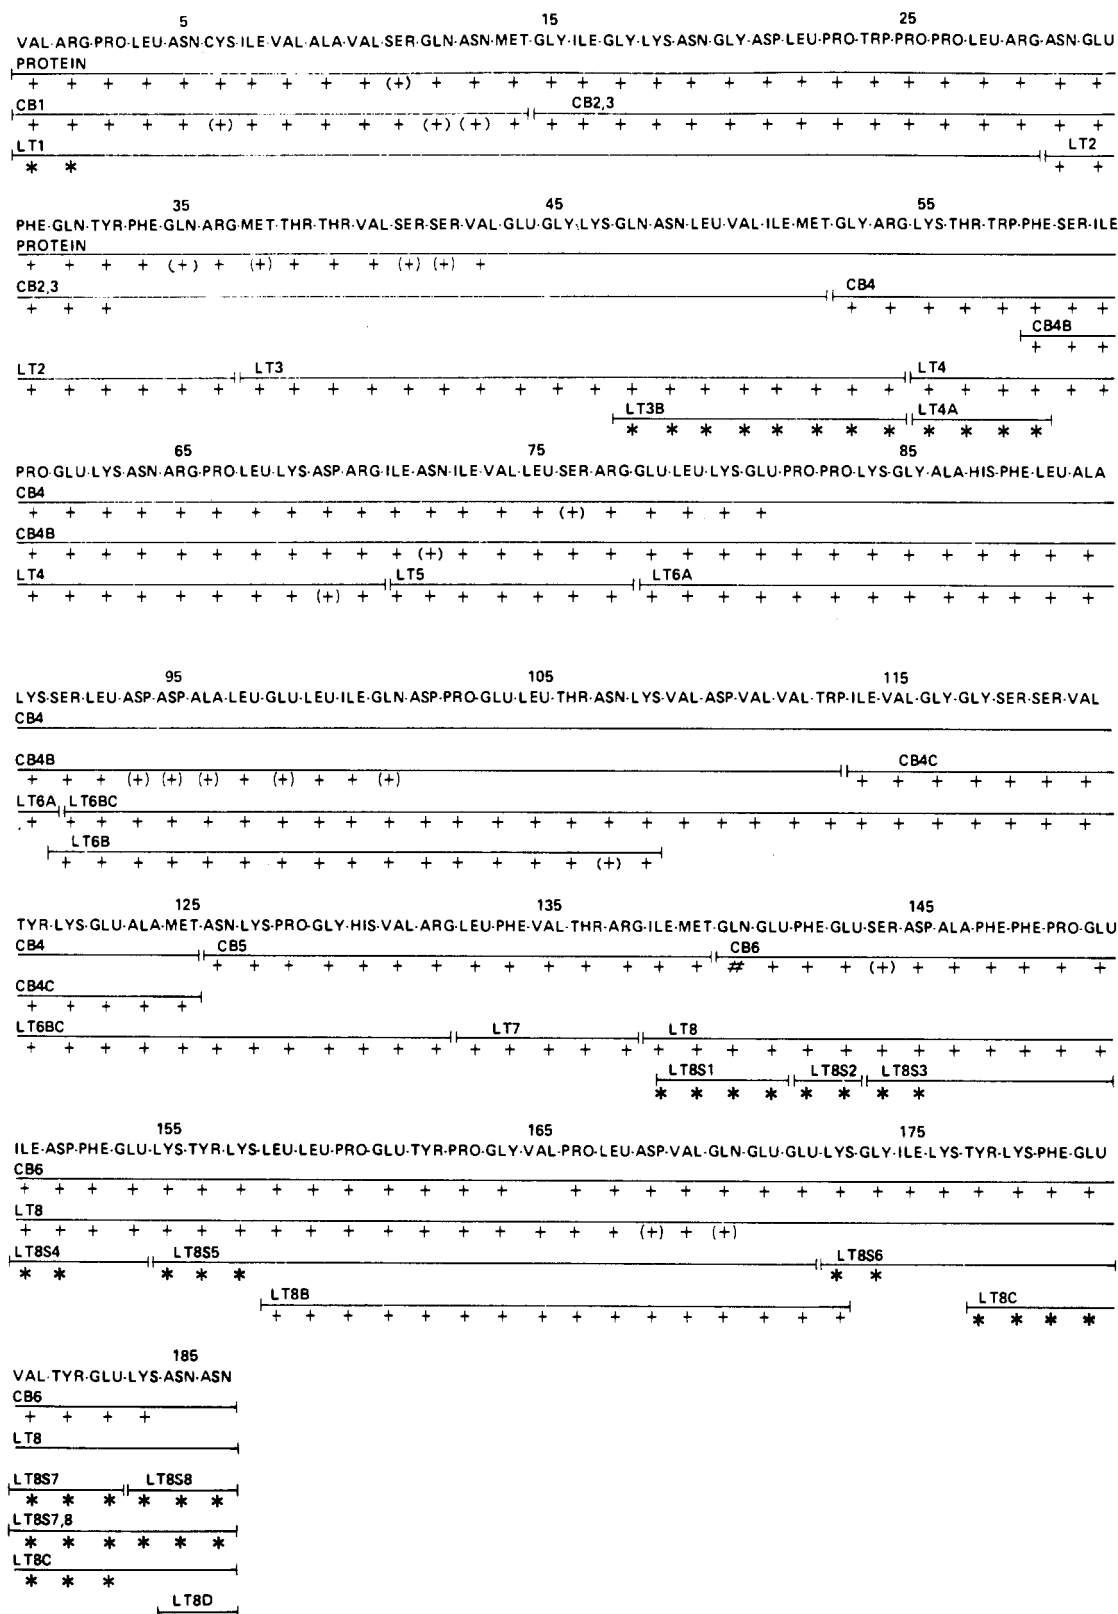 5 15 25
VAL·ARG·PRO·LEU·ASN·CYS·ILE·VAL·ALA·VAL·SER·GLN·ASN·MET·GLY·ILE·GLY·LYS·ASN·GLY·ASP·LEU·PRO·TRP·PRO·PRO·LEU·ARG·ASN·GLU
PROTEIN
+ + + + + + + + + + (+) + + + + + + + + + + + + + + + + + + +
CB1 CB2,3
+ + + + + (+) + + + + + (+) (+) + + + + + + + + + + + + + + + + +
LT1 LT2
* * + +
35 45 55
PHE·GLN·TYR·PHE·GLN·ARG·MET·THR·THR·VAL·SER·SER·VAL·GLU·GLY·LYS·GLN·ASN·LEU·VAL·ILE·MET·GLY·ARG·LYS·THR·TRP·PHE·SER·ILE
PROTEIN
+ + + + (+) + (+) + + + (+) (+) +
CB2,3 CB4
+ + + + + + + + + + +
CB4B
+ + +
LT2 LT3 LT4
+ + + + + + + + + + + + + + + + + + + + + + + + + + + + + +
LT3B LT4A
* * * * * * * * * * * *
65 75 85
PRO·GLU·LYS·ASN·ARG·PRO·LEU·LYS·ASP·ARG·ILE·ASN·ILE·VAL·LEU·SER·ARG·GLU·LEU·LYS·GLU·PRO·PRO·LYS·GLY·ALA·HIS·PHE·LEU·ALA
CB4
+ + + + + + + + + + + + + + + (+) + + + + +
CB4B
+ + + + + + + + + + + (+) + + + + + + + + + + + + + + + + + +
LT4 LT5 LT6A
+ + + + + + + + (+) + + + + + + + + + + + + + + + + + + + + +
95 105 115
LYS·SER·LEU·ASP·ASP·ALA·LEU·GLU·LEU·ILE·GLN·ASP·PRO·GLU·LEU·THR·ASN·LYS·VAL·ASP·VAL·VAL·TRP·ILE·VAL·GLY·GLY·SER·SER·VAL
CB4
CB4B CB4C
+ + + (+) (+) (+) + (+) + + (+) + + + + + + +
LT6A LT6BC
+ + + + + + + + + + + + + + + + + + + + + + + + + + + + + +
LT6B
+ + + + + + + + + + + + + + + (+) +
125 135 145
TYR·LYS·GLU·ALA·MET·ASN·LYS·PRO·GLY·HIS·VAL·ARG·LEU·PHE·VAL·THR·ARG·ILE·MET·GLN·GLU·PHE·GLU·SER·ASP·ALA·PHE·PHE·PRO·GLU
CB4 CB5 CB6
+ + + + + + + + + + + + + + # + + + (+) + + + + + +
CB4C
+ + + + +
LT6BC LT7 LT8
+ + + + + + + + + + + + + + + + + + + + + + + + + + + + + +
LT8S1 LT8S2 LT8S3
* * * * * * * *
155 165 175
ILE·ASP·PHE·GLU·LYS·TYR·LYS·LEU·LEU·PRO·GLU·TYR·PRO·GLY·VAL·PRO·LEU·ASP·VAL·GLN·GLU·GLU·LYS·GLY·ILE·LYS·TYR·LYS·PHE·GLU
CB6
+ + + + + + + + + + + + + + + + + + + + + + + + + + + + +
LT8
+ + + + + + + + + + + + + + + + + (+) + (+)
LT8S4 LT8S5 LT8S6
* * * * * * *
LT8B LT8C
+ + + + + + + + + + + + + + + + * * * *
185
VAL·TYR·GLU·LYS·ASN·ASN
CB6
+ + + +
LT8
LT8S7 LT8S8
* * * * * *
LT8S7,8
* * * * * *
LT8C
* * *
LT8D